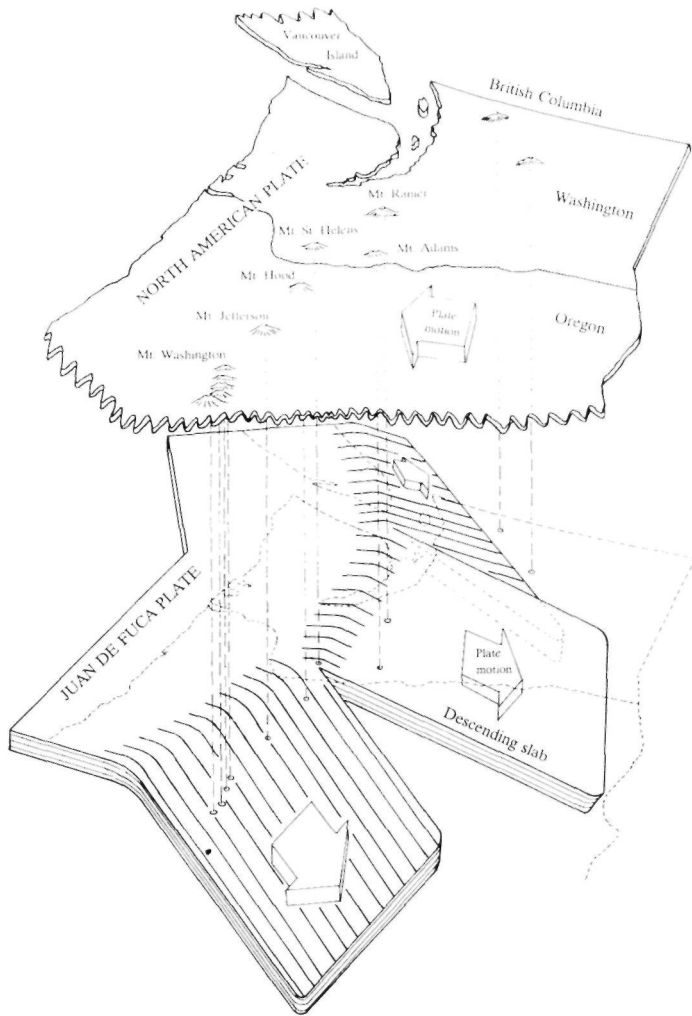 Vancouver
Island
British Columbia
NORTH AMERICAN PLATE
Washington
Mt. Rainier
Mt. St. Helens
Mt. Adams
Mt. Hood
Mt. Jefferson
Plate
motion
Oregon
Mt. Washington
JUAN DE FUCA PLATE
Plate
motion
Descending slab